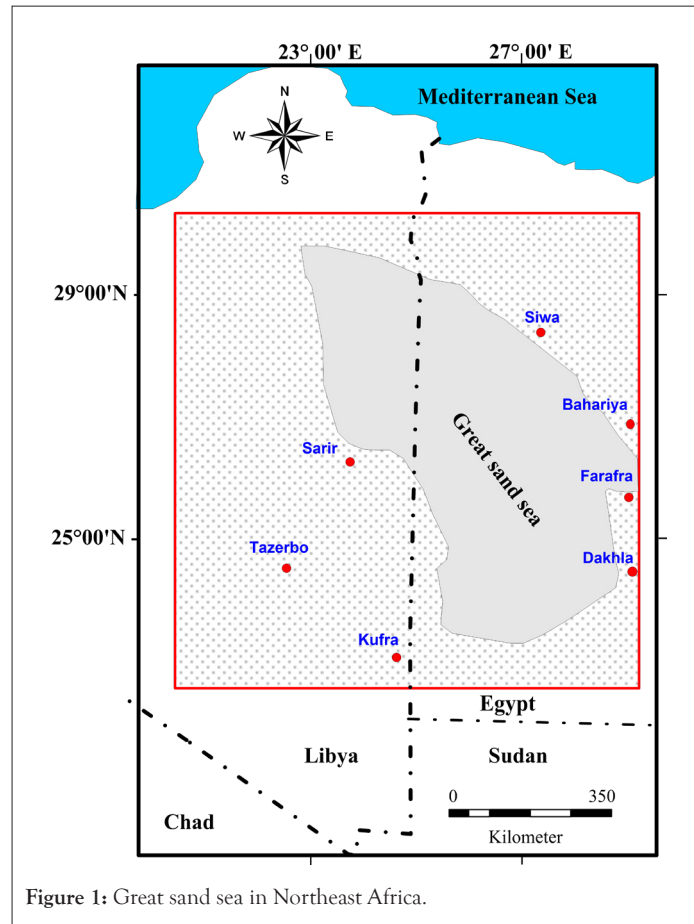 23°00' E 27°00' E
Mediterranean Sea
N
W E
S
29°00'N
Siwa
Bahariya
Great sand sea
Sarir
Farafra
25°00'N
Tazerbo
Dakhla
Kufra
Egypt
Libya
Sudan
0 350
Chad
Kilometer
Figure 1: Great sand sea in Northeast Africa.